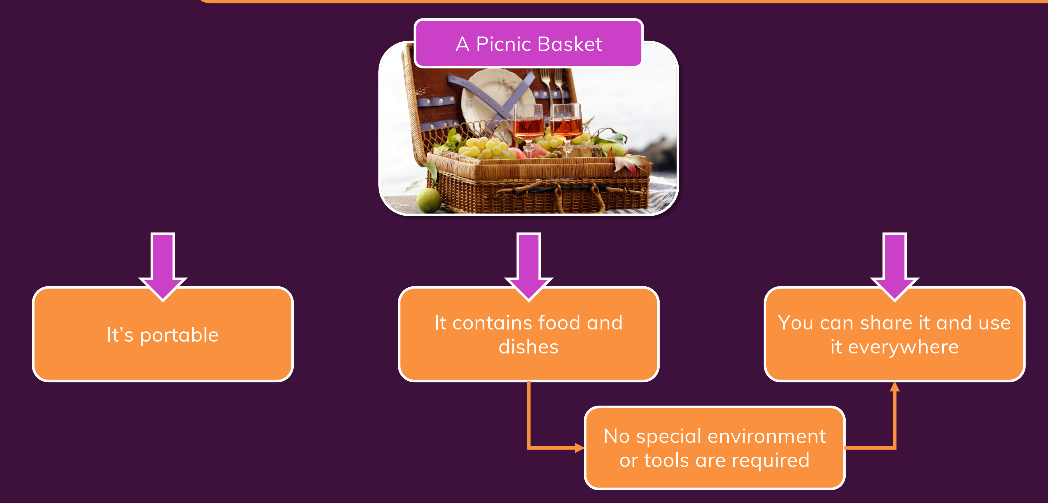 A Picnic Basket
It's portable
It contains food and
dishes
You can share it and use
it everywhere
No special environment
or tools are required